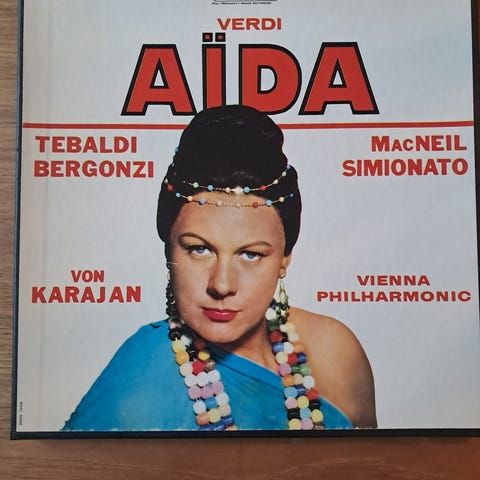 VERDI
AÏDA
TEBALDI
BERGONZI
MacNEIL
SIMIONATO
VON
KARAJAN
VIENNA
PHILHARMONIC